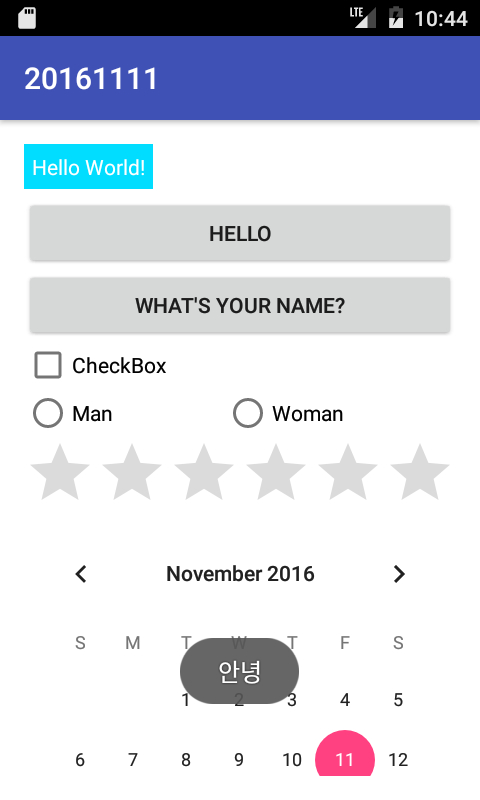 LTE 10:44
20161111
Hello World!
HELLO
WHAT'S YOUR NAME?
CheckBox
Man Woman
November 2016
S M T W T F S
안녕
1 2 3 4 5
6 7 8 9 10 11 12